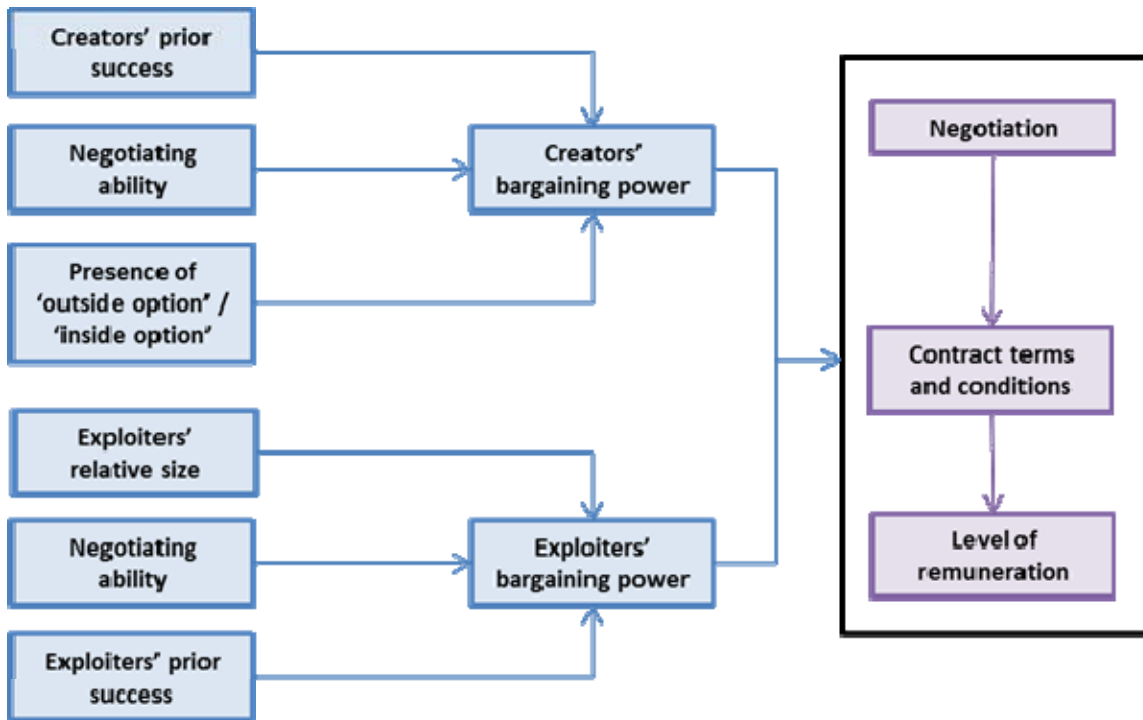 Creators’ prior
success
Negotiating
ability
Presence of
‘outside option’ /
‘inside option’
Creators’
bargaining power
Exploiters’
relative size
Negotiating
ability
Exploiters’ prior
success
Exploiters’
bargaining power
Negotiation
Contract terms
and conditions
Level of
remuneration